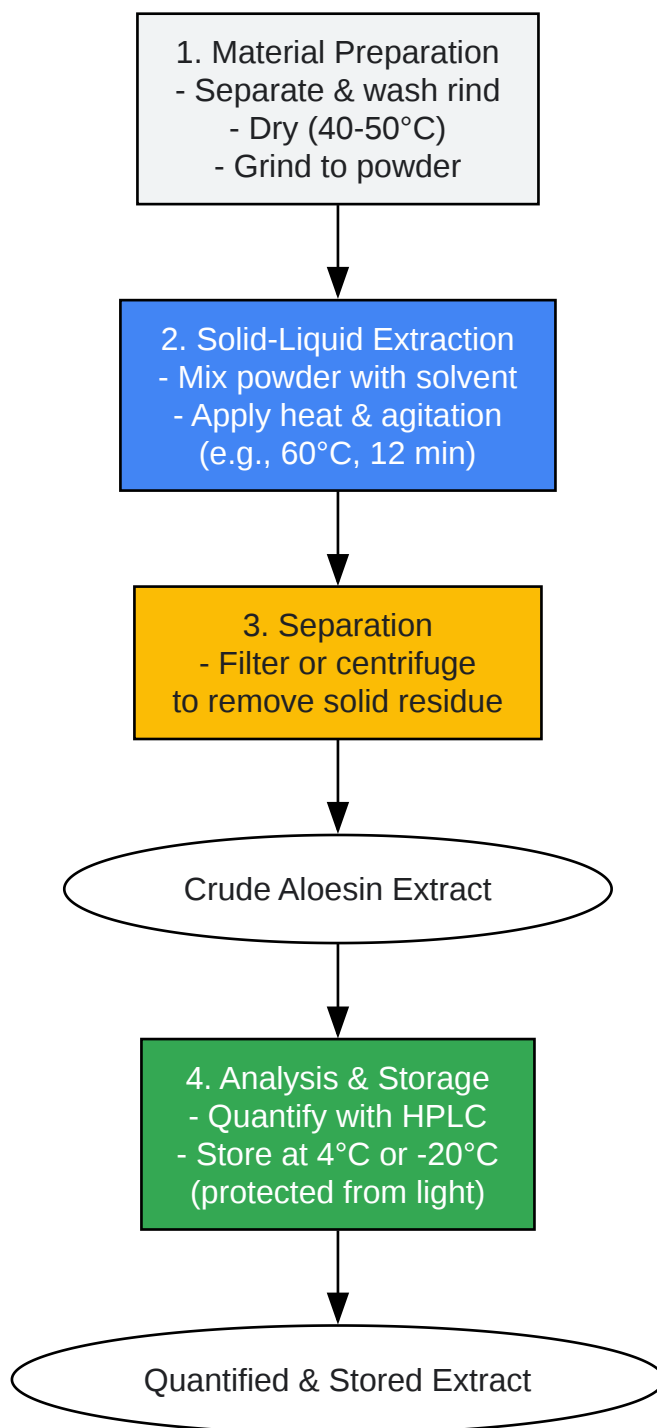 1. Material Preparation
- Separate & wash rind
- Dry (40-50°C)
- Grind to powder
2. Solid-Liquid Extraction
- Mix powder with solvent
- Apply heat & agitation
(e.g., 60°C, 12 min)
3. Separation
- Filter or centrifuge
to remove solid residue
Crude Aloesin Extract
4. Analysis & Storage
- Quantify with HPLC
- Store at 4°C or -20°C
(protected from light)
Quantified & Stored Extract